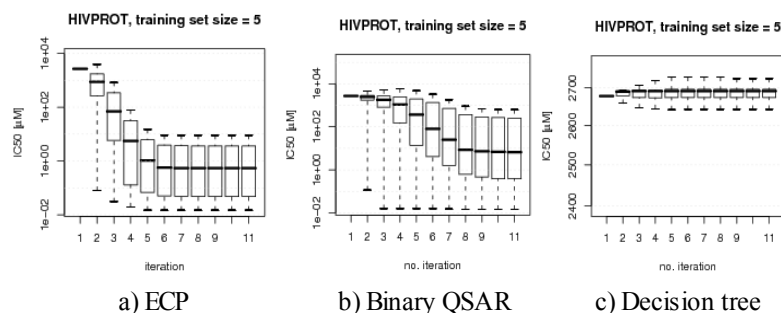 HIVPROT, training set size = 5
IC50 [µM]
1e+04
1e+02
1e+00
1e-02
1 2 3 4 5 6 7 8 9 11
iteration
a) ECP
HIVPROT, training set size = 5
IC50 [µM]
1e+04
1e+02
1e+00
1e-02
1 2 3 4 5 6 7 8 9 11
no. iteration
b) Binary QSAR
HIVPROT, training set size = 5
IC50 [µM]
2700
2600
2500
2400
1 2 3 4 5 6 7 8 9 11
no. iteration
c) Decision tree